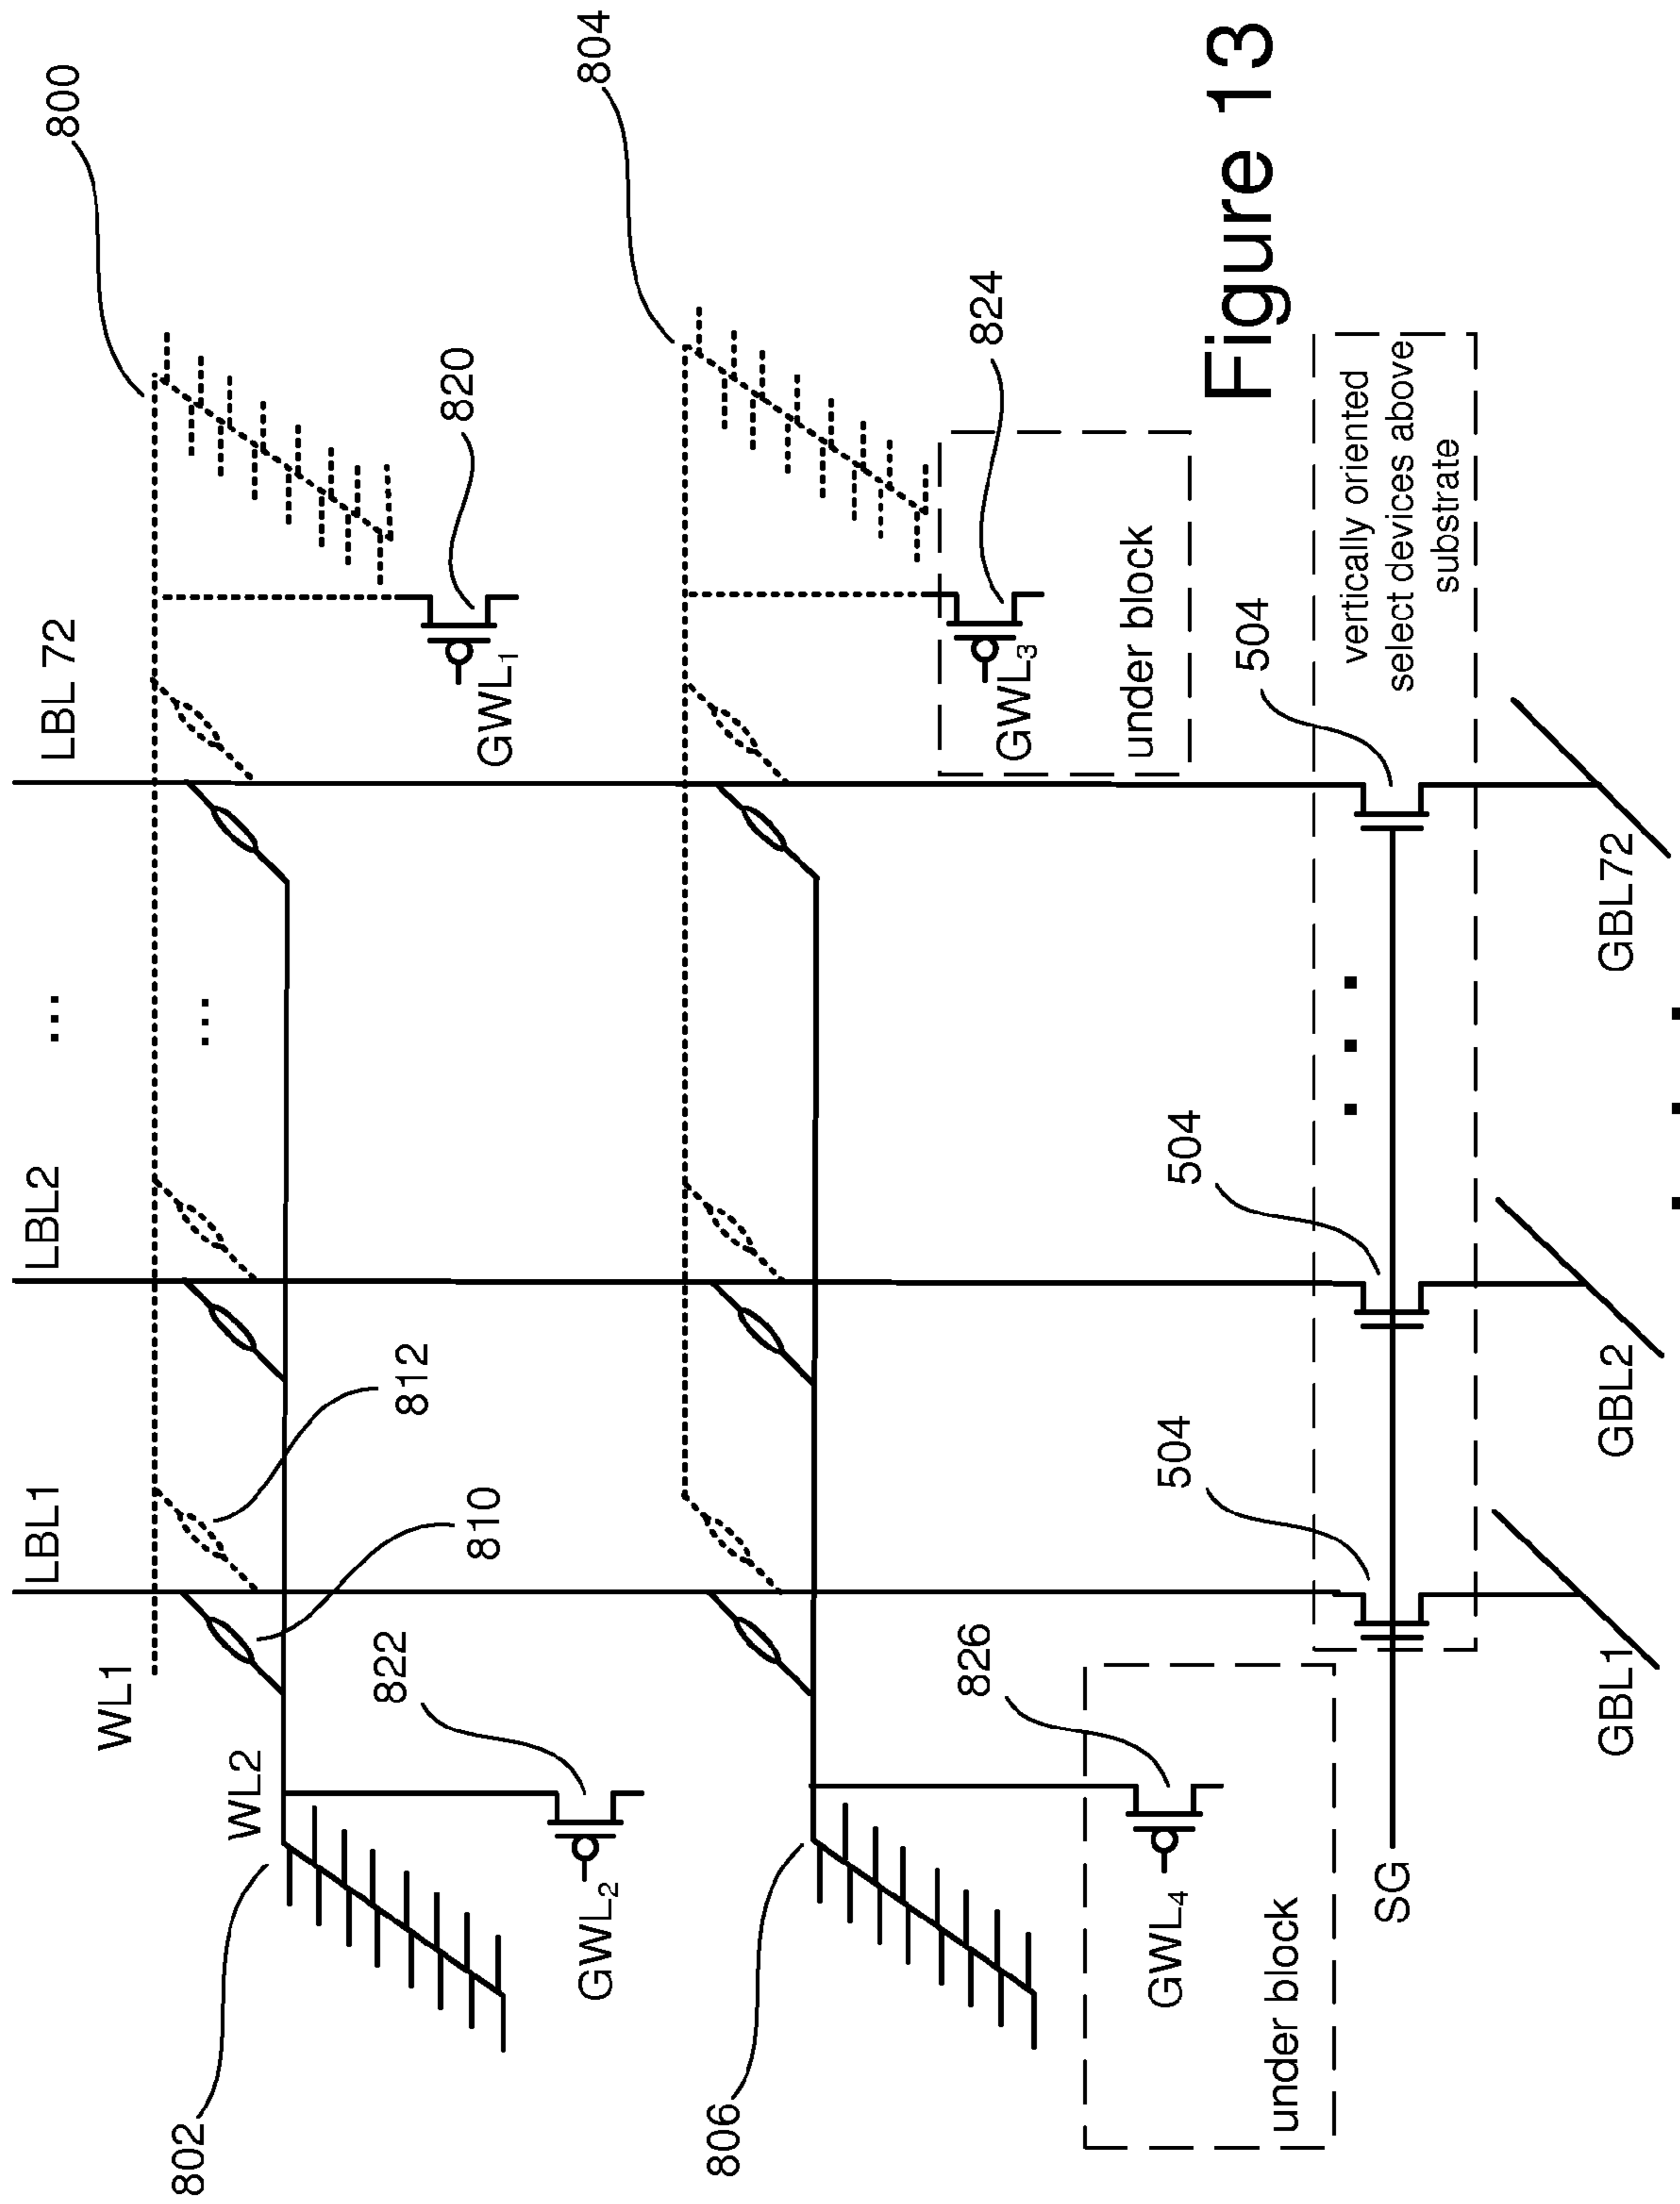 LBL1
LBL2
...
LBL 72
800
WL1
WL2
812
...
802
810
820
822
GWL1
GWL2
804
806
824
826
GWL3
under block
GWL4
under block
504
504
504
vertically oriented
select devices above
substrate
. . .
SG
GBL1
GBL2
GBL72
. . .
Figure 13